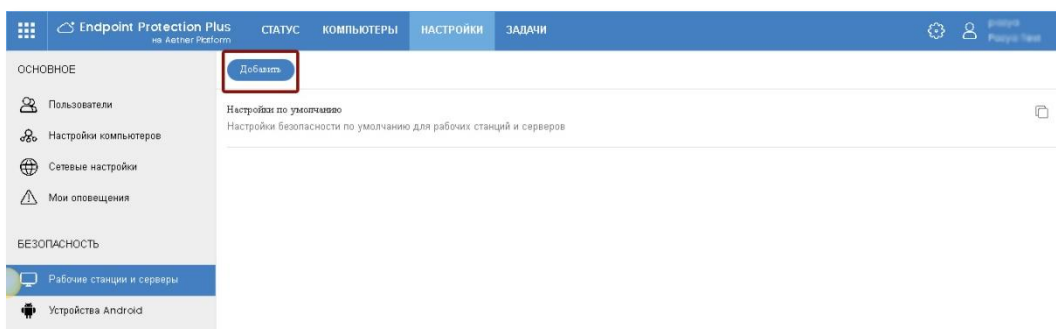 Endpoint Protection Plus
на Aether Platform
СТАТУС КОМПЬЮТЕРЫ НАСТРОЙКИ ЗАДАЧИ
ОСНОВНОЕ
Пользователи
Настройки компьютеров
Сетевые настройки
Мои оповещения
БЕЗОПАСНОСТЬ
Рабочие станции и серверы
Устройства Android
Добавить
Настройки по умолчанию
Настройки безопасности по умолчанию для рабочих станций и серверов